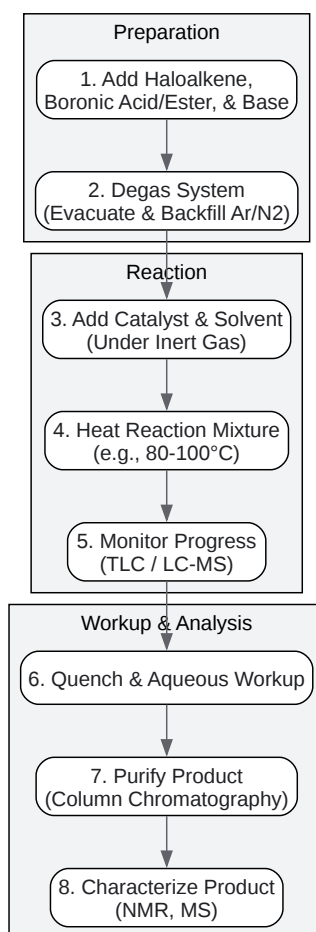 Preparation
1. Add Haloalkene,
Boronic Acid/Ester, & Base
2. Degas System
(Evacuate & Backfill Ar/N2)
Reaction
3. Add Catalyst & Solvent
(Under Inert Gas)
4. Heat Reaction Mixture
(e.g., 80-100°C)
5. Monitor Progress
(TLC / LC-MS)
Workup & Analysis
6. Quench & Aqueous Workup
7. Purify Product
(Column Chromatography)
8. Characterize Product
(NMR, MS)